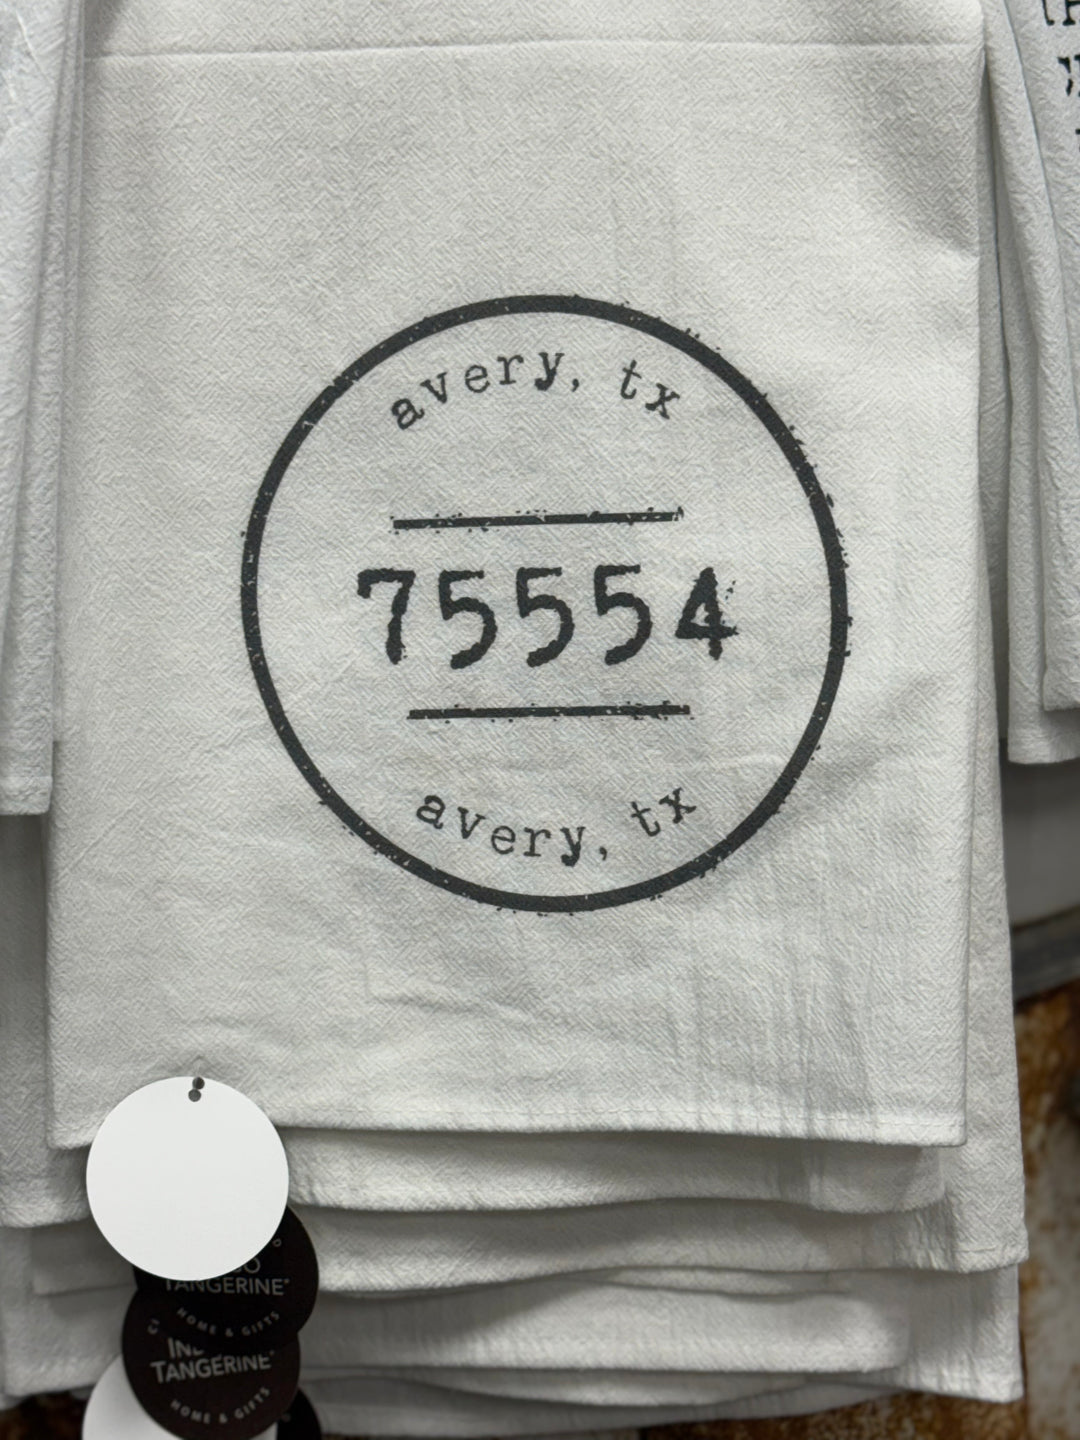 avery, tx
75554
avery, tx
TANGERINE®
HOME & GIFTS
TANGERINE®
HOME & GIFTS